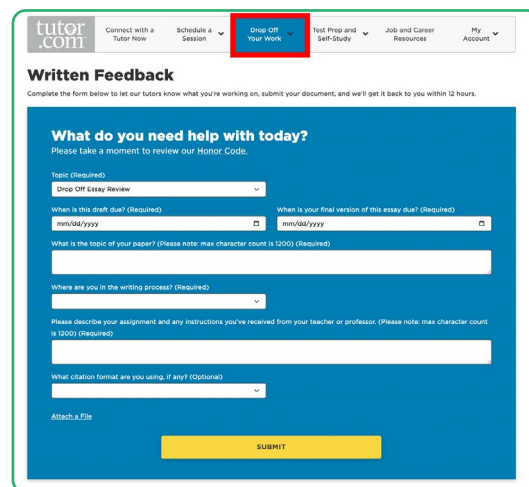 tutor
.com
Connect with a
Tutor Now
Schedule a
Session
Drop Off
Your Work
Test Prep and
Self-Study
Job and Career
Resources
My
Account
Written Feedback
Complete the form below to let our tutors know what you're working on, submit your document, and we'll get it back to you within 12 hours.
What do you need help with today?
Please take a moment to review our Honor Code.
Topic (Required)
Drop Off Essay Review
When is this draft due? (Required)
When is your final version of this essay due? (Required)
mm/dd/yyyy
mm/dd/yyyy
What is the topic of your paper? (Please note: max character count is 1200) (Required)
Where are you in the writing process? (Required)
Please describe your assignment and any instructions you've received from your teacher or professor. (Please note: max character count
is 1200) (Required)
What citation format are you using, if any? (Optional)
Attach a File
SUBMIT